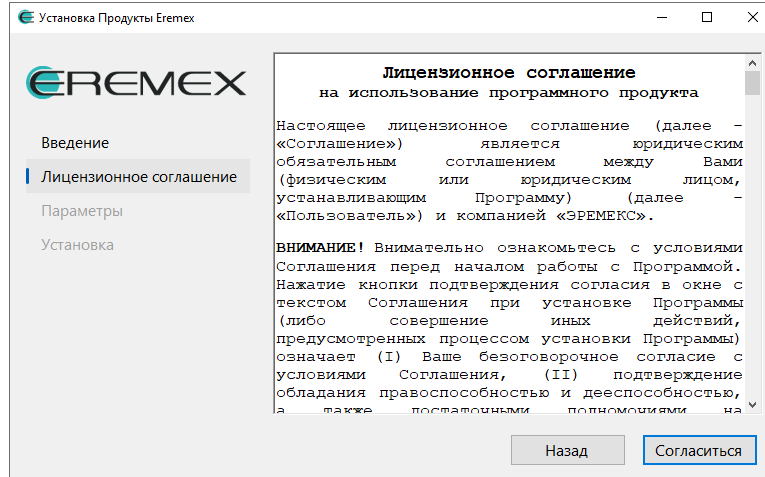 Установка Продукты Eremex
EREMEX
Введение
Лицензионное соглашение
Параметры
Установка
Лицензионное соглашение
на использование программного продукта
Настоящее лицензионное соглашение (далее –
«Соглашение») является юридическим
обязательным соглашением между Вами
(физическим или юридическим лицом,
устанавливающим Программу) (далее –
«Пользователь») и компанией «ЭРЕМЕКС».
ВНИМАНИЕ! Внимательно ознакомьтесь с условиями
Соглашения перед началом работы с Программой.
Нажатие кнопки подтверждения согласия в окне с
текстом Соглашения при установке Программы
(либо совершение иных действий,
предусмотренных процессом установки Программы)
означает (I) Ваше безоговорочное согласие с
условиями Соглашения, (II) подтверждение
обладания правоспособностью и дееспособностью,
а также достаточными полномочиями на
Назад
Согласиться